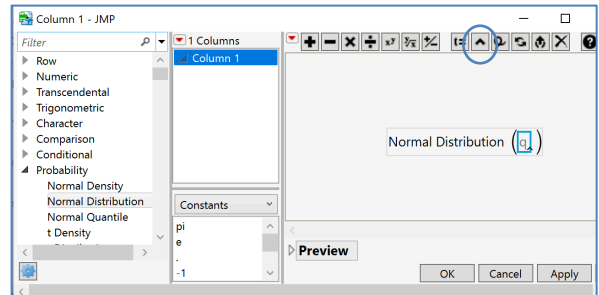 Column 1 - JMP
Filter
Row
Numeric
Transcendental
Trigonometric
Character
Comparison
Conditional
Probability
Normal Density
Normal Distribution
Normal Quantile
t Density
1 Columns
Column 1
Constants
pi
e
.
-1
t=
Normal Distribution (q)
Preview
OK Cancel Apply